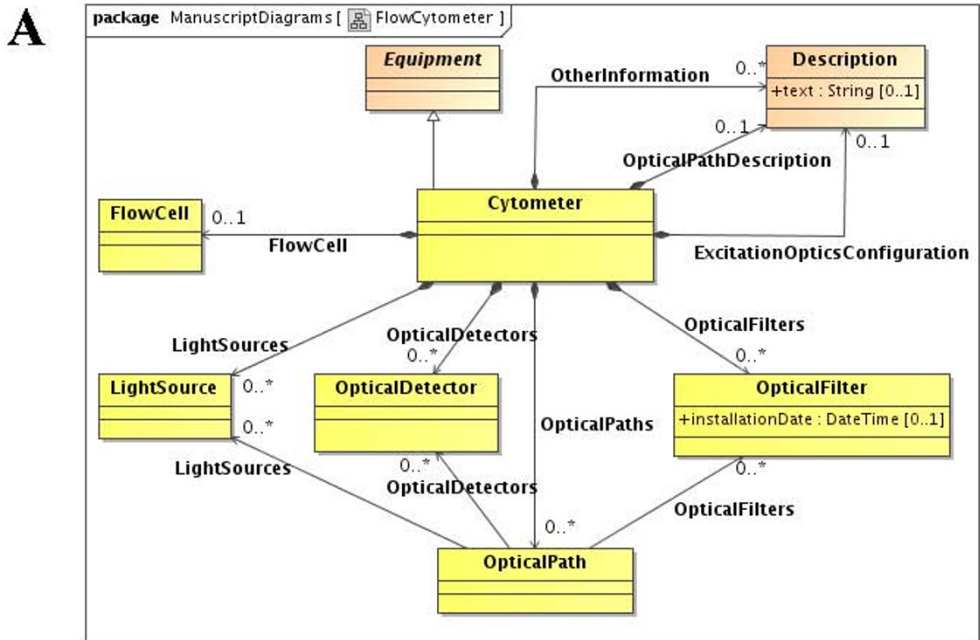 A
package ManuscriptDiagrams [ FlowCytometer ]
Equipment
Description
+text : String [0..1]
OtherInformation
0..*
0..1
0..1
OpticalPathDescription
Cytometer
FlowCell
0..1
FlowCell
ExcitationOpticsConfiguration
LightSources
OpticalDetectors
0..*
OpticalFilters
0..*
LightSource
0..*
0..*
OpticalDetector
OpticalFilter
+installationDate : DateTime [0..1]
OpticalPaths
LightSources
0..*
OpticalDetectors
0..*
OpticalFilters
0..*
OpticalPath